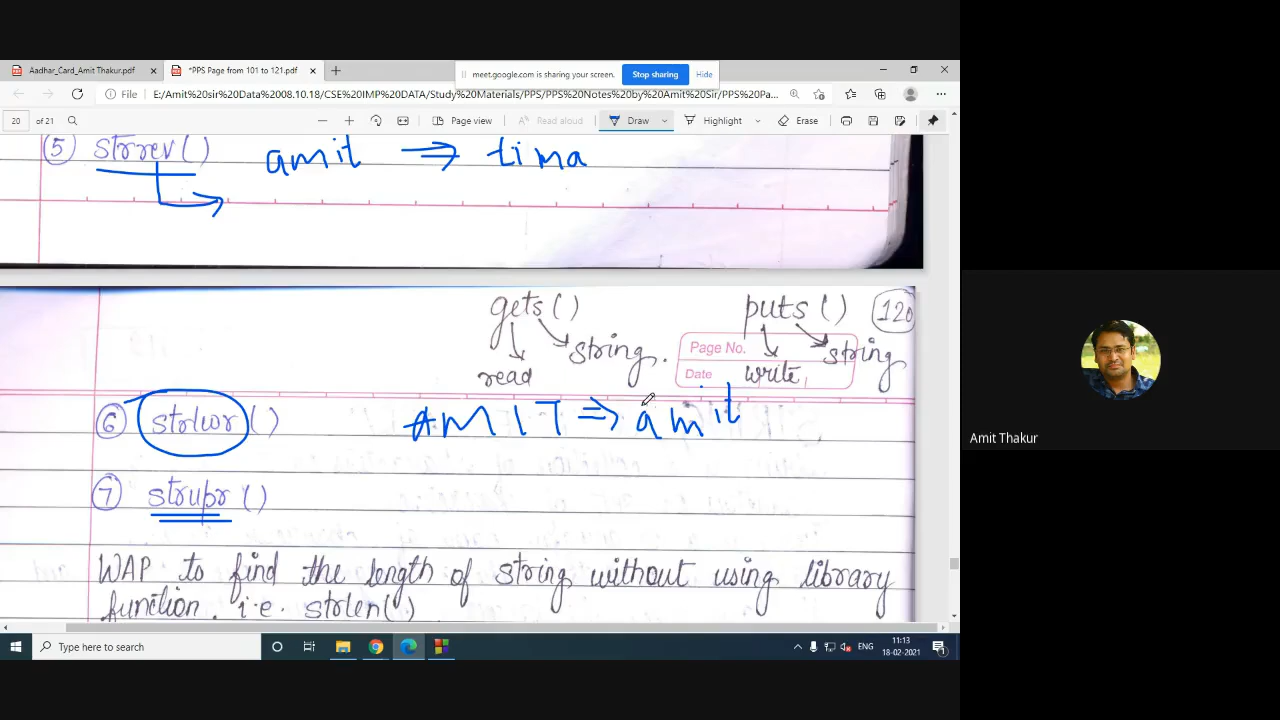 Aadhar_Card_Amit Thakur.pdf
*PPS Page from 101 to 121.pdf
meet.google.com is sharing your screen.
Stop sharing
Hide
File
E:/Amit%20sir%20Data%2008.10.18/CSE%20IMP%20DATA/Study%20Materials/PPS/PPS%20Notes%20by%20Amit%20Sir/PPS%20Pa...
20 of 21
Page view
Read aloud
Draw
Highlight
Erase
5 strrev() amit ⇒ tima
gets() puts() 120
string. Page No. string
read Date write
6 strlwr() AMIT ⇒ amit
7 strupr()
WAP to find the length of string without using library
function. i.e. strlen()
Amit Thakur
Type here to search
ENG
11:13
18-02-2021
1